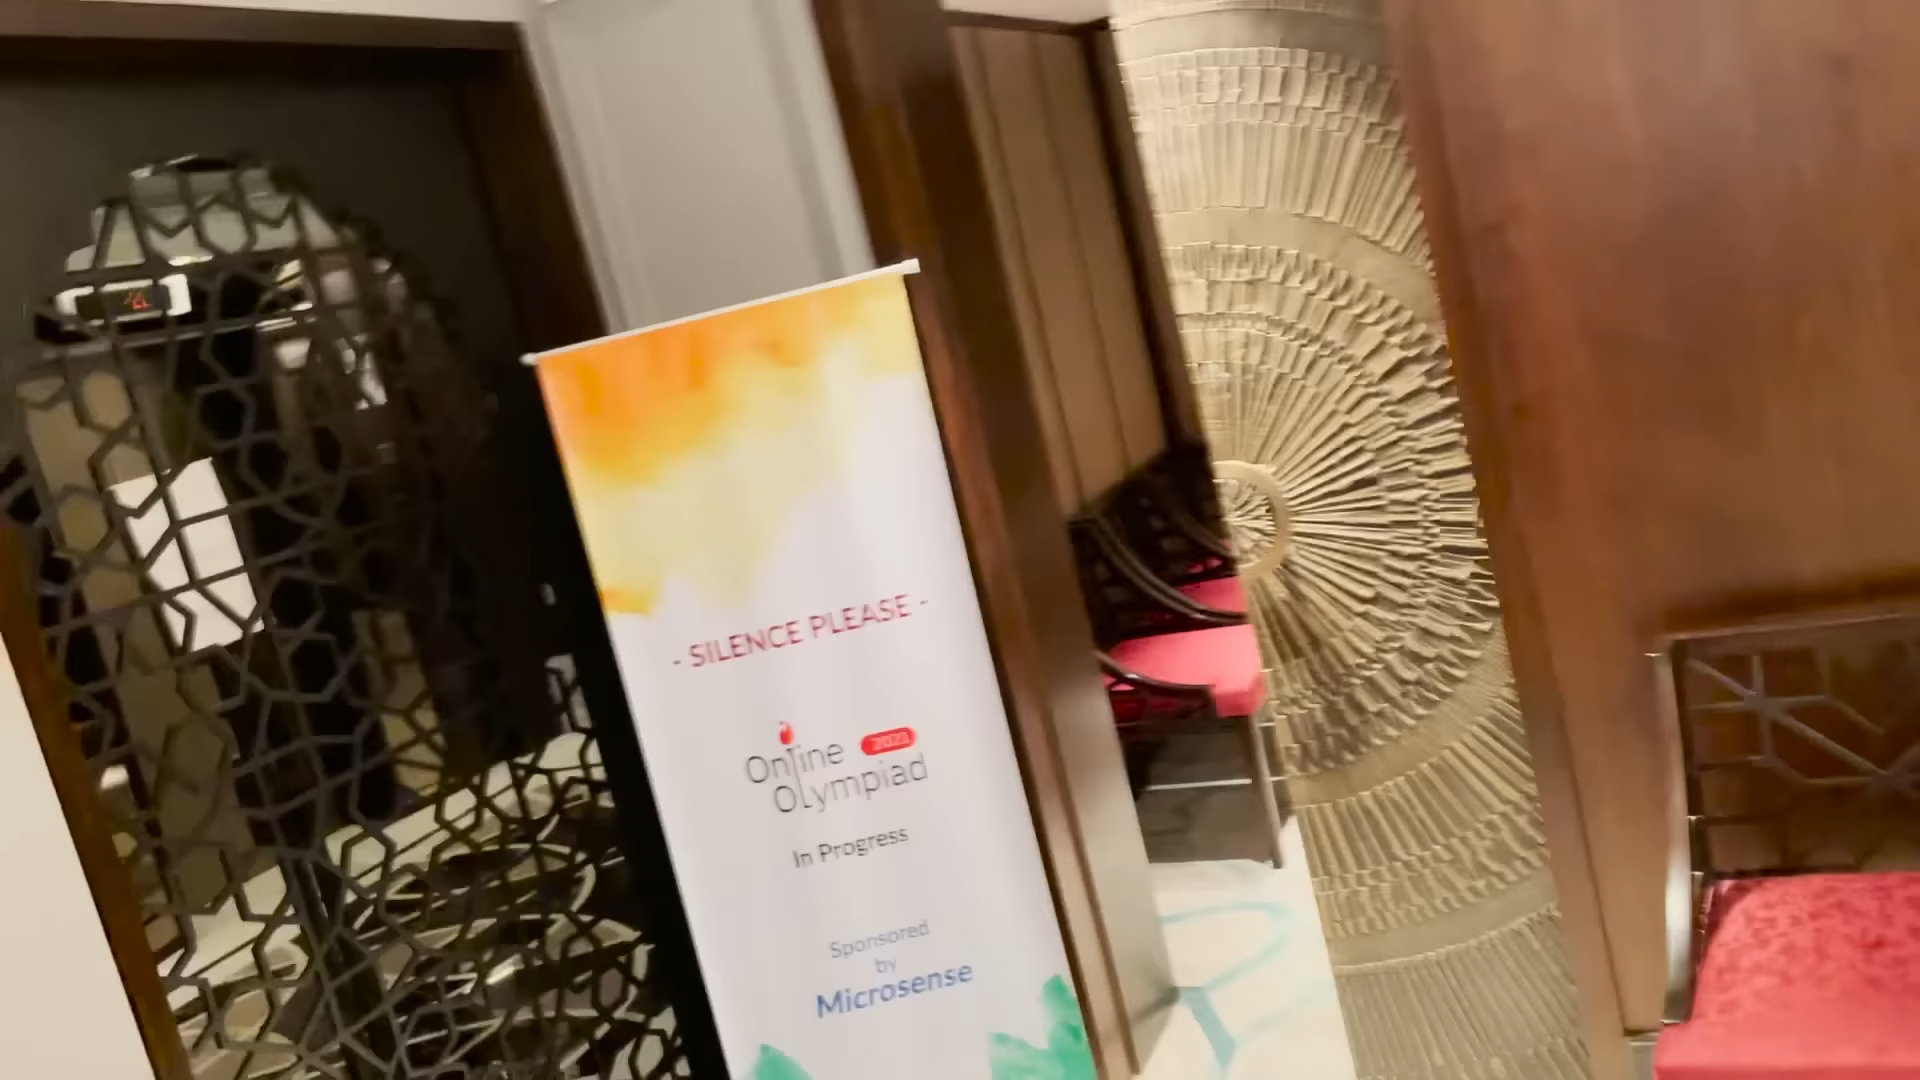 - SILENCE PLEASE -
Online 2021
Olympiad
In Progress
Sponsored
by
Microsense